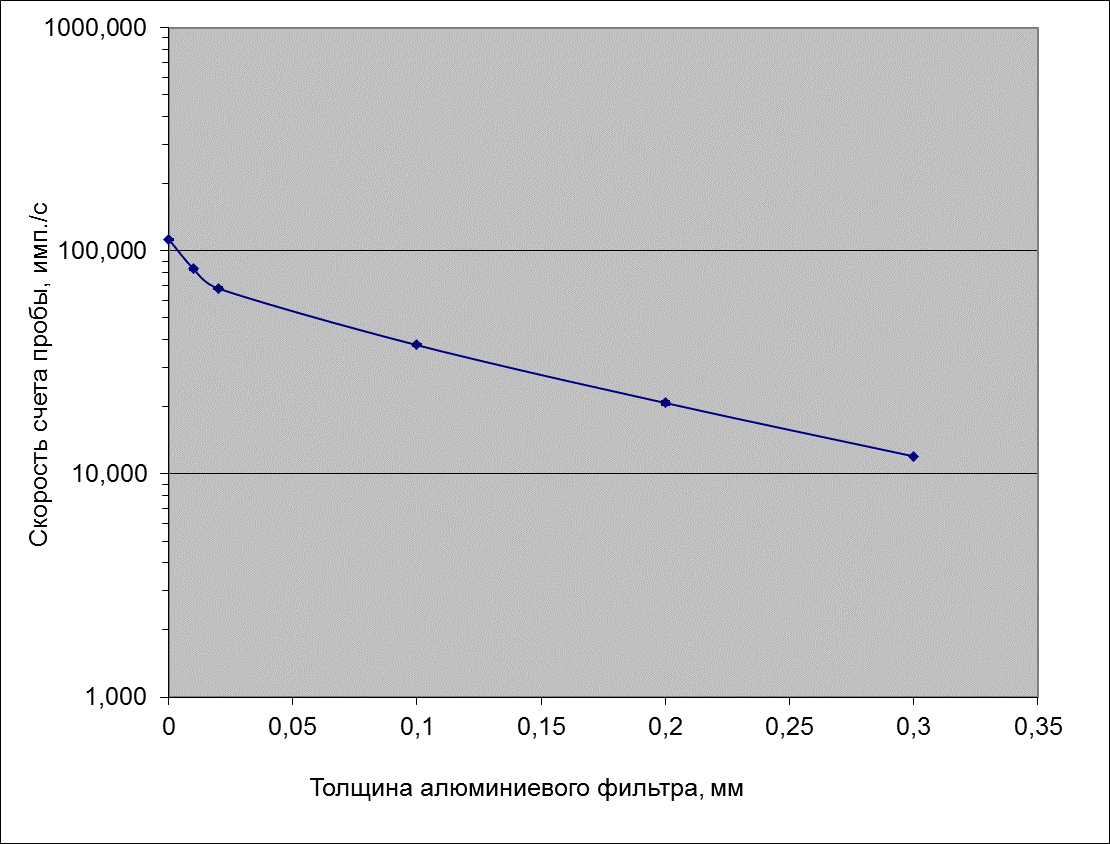 1000,000
100,000
10,000
1,000
Скорость счета пробы, имп./с
0 0,05 0,1 0,15 0,2 0,25 0,3 0,35
Толщина алюминиевого фильтра, мм